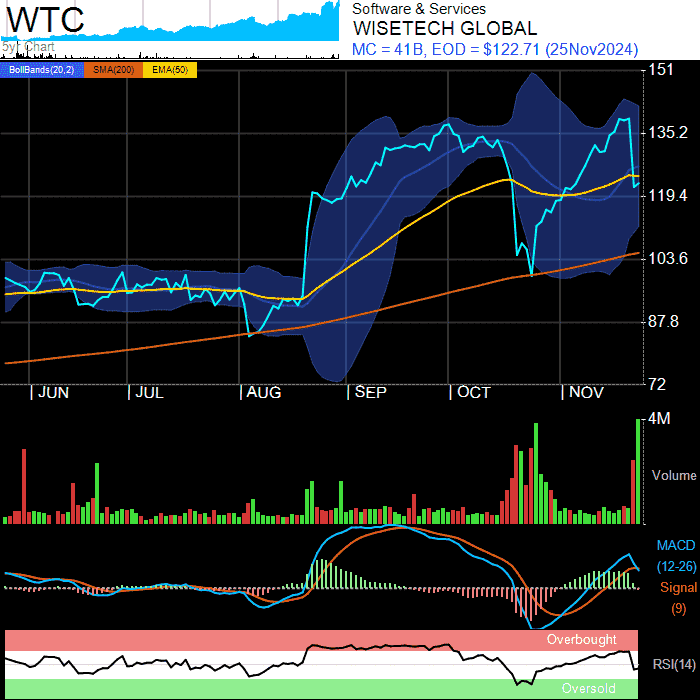 WTC
5yr Chart
Software & Services
WISETECH GLOBAL
MC = 41B, EOD = $122.71 (25Nov2024)
BollBands(20,2) SMA(200) EMA(50)
151
135.2
119.4
103.6
87.8
72
JUN JUL AUG SEP OCT NOV
4M
Volume
MACD
(12-26)
Signal
(9)
Overbought
RSI(14)
Oversold